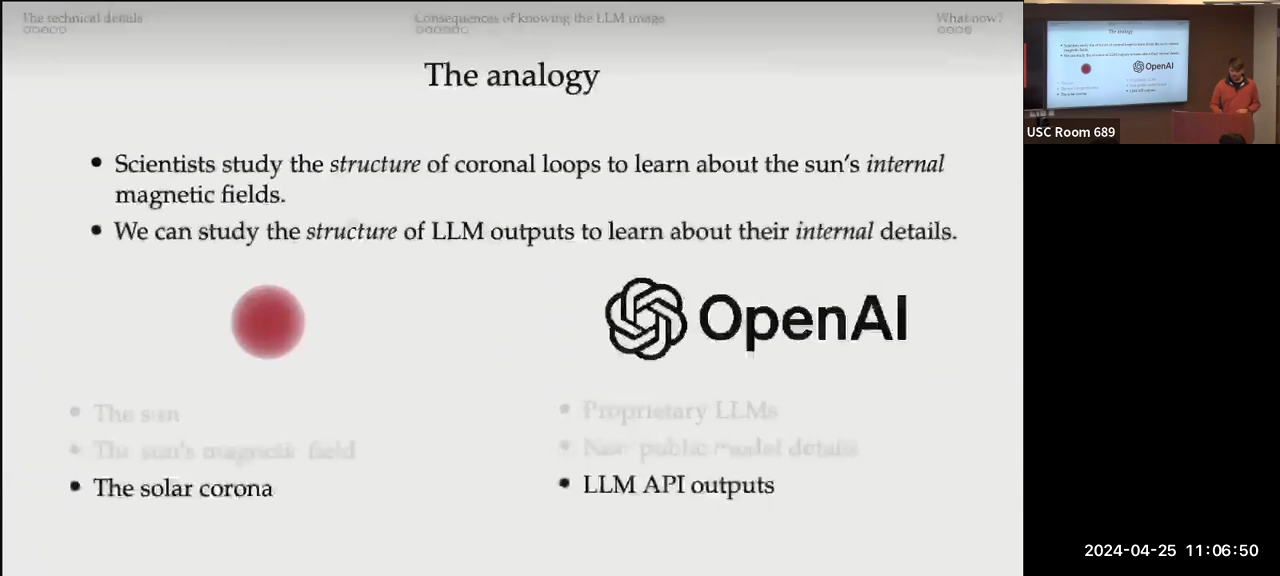 The technical details
Consequences of knowing the LLM image
What now?
The analogy
• Scientists study the structure of coronal loops to learn about the sun's internal
magnetic fields.
• We can study the structure of LLM outputs to learn about their internal details.
OpenAI
• The sun
• The sun's magnetic field
• The solar corona
• Proprietary LLMs
• Non-public model details
• LLM API outputs
The analogy
OpenAI
USC Room 689
2024-04-25 11:06:50